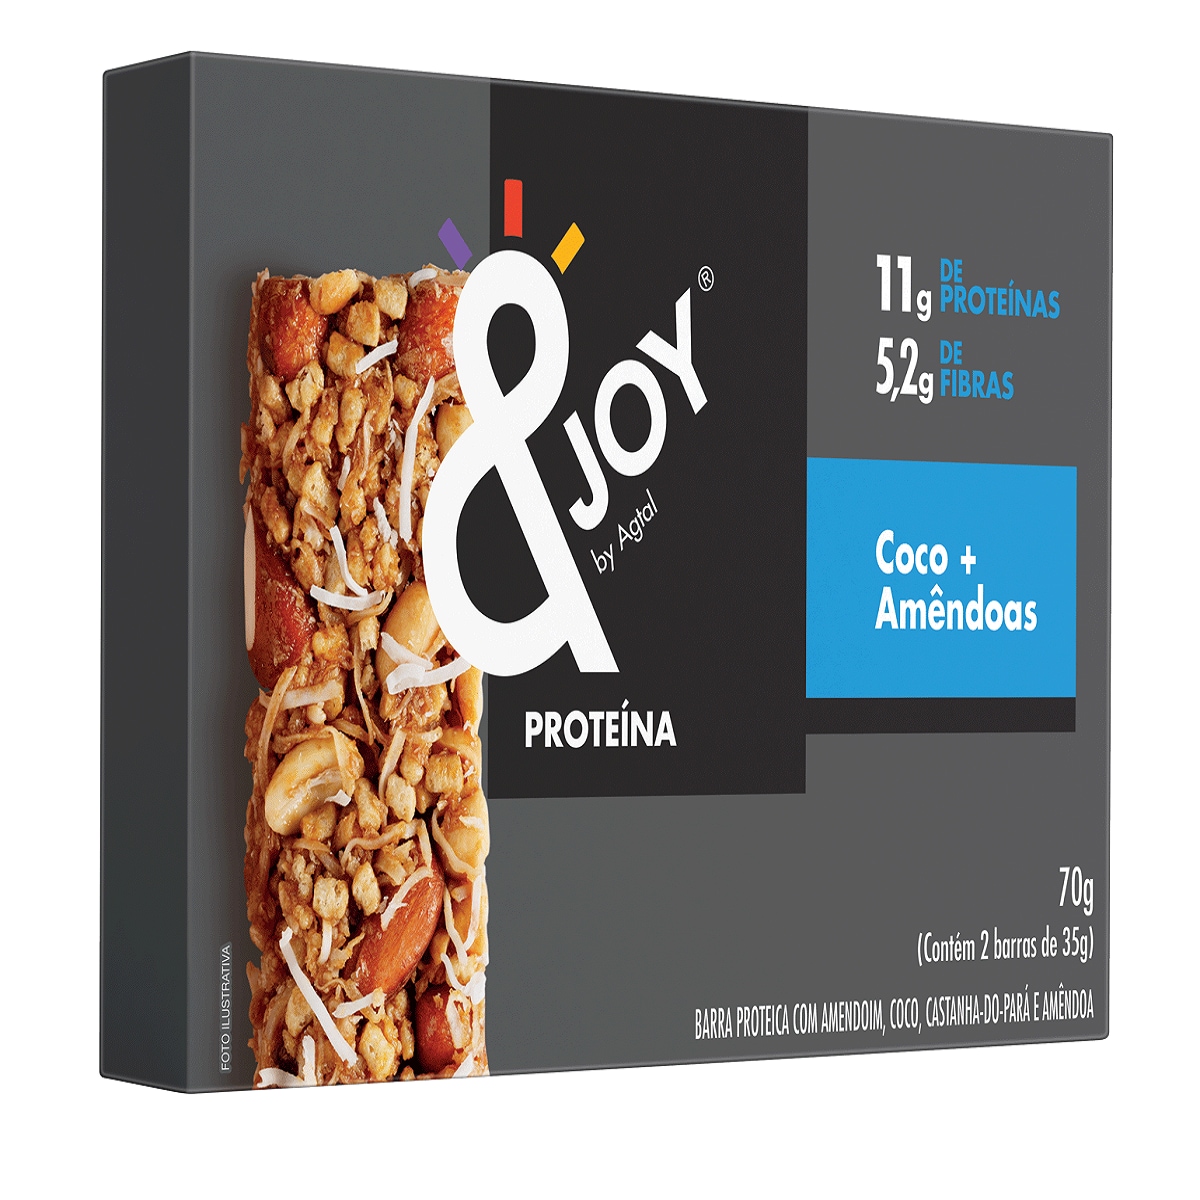 &JOY®
by Agtal
PROTEÍNA
11g DE PROTEÍNAS
5,2g DE FIBRAS
Coco +
Amêndoas
70g
(Contém 2 barras de 35g)
BARRA PROTEICA COM AMENDOIM, COCO, CASTANHA-DO-PARÁ E AMÊNDOA
FOTO ILUSTRATIVA